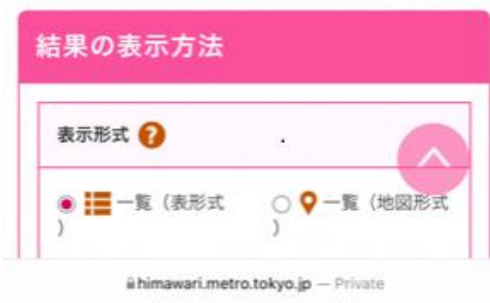 結果の表示方法
表示形式 ?
一覧（表形式
）
一覧（地図形式
）
himawari.metro.tokyo.jp — Private